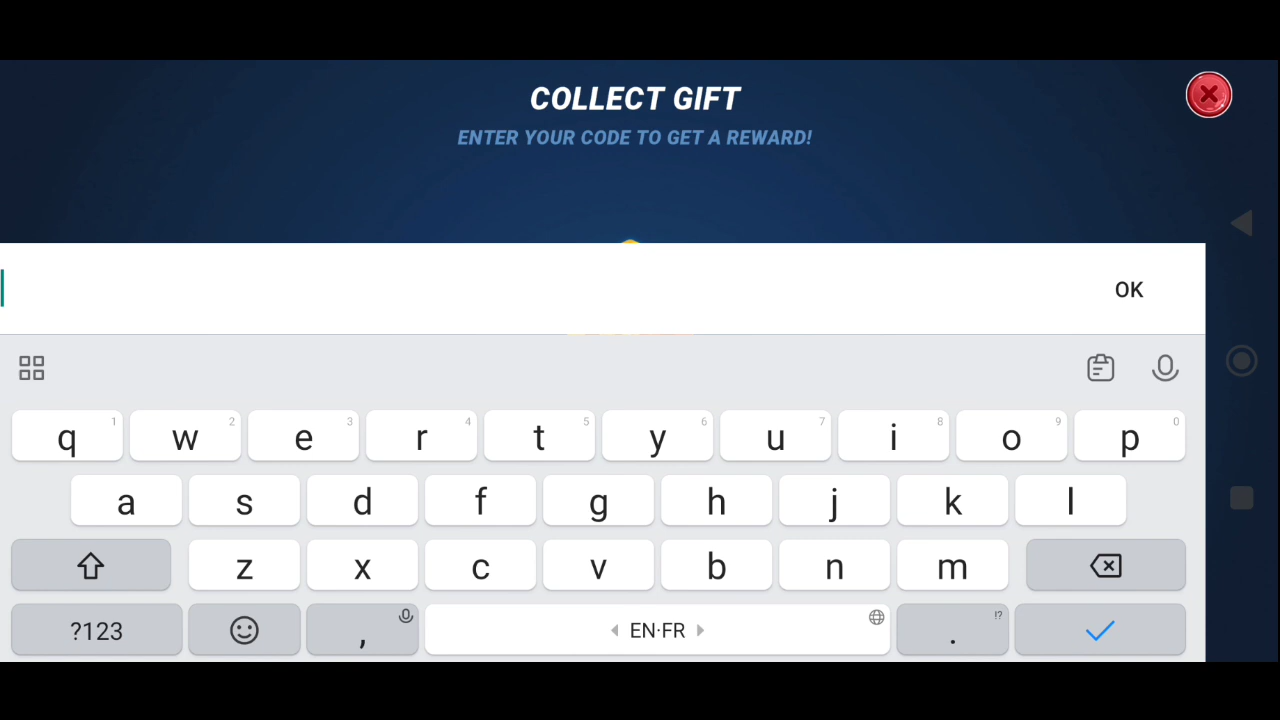 COLLECT GIFT
ENTER YOUR CODE TO GET A REWARD!
OK
q 1 w 2 e 3 r 4 t 5 y 6 u 7 i 8 o 9 p 0
a s d f g h j k l
z x c v b n m
?123 , EN·FR . !?